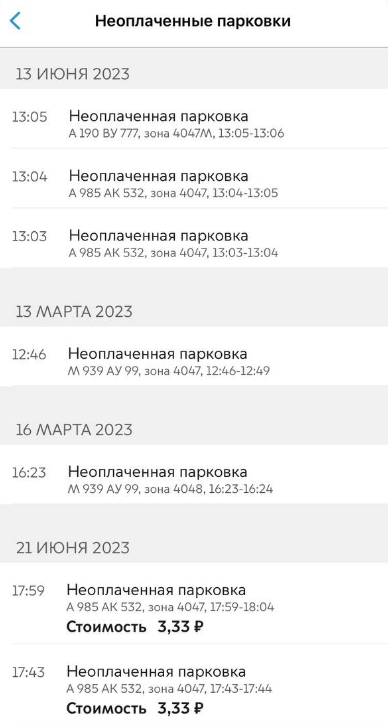 Неоплаченные парковки
13 ИЮНЯ 2023
13:05 Неоплаченная парковка
А 190 ВУ 777, зона 4047М, 13:05-13:06
13:04 Неоплаченная парковка
А 985 АК 532, зона 4047, 13:04-13:05
13:03 Неоплаченная парковка
А 985 АК 532, зона 4047, 13:03-13:04
13 МАРТА 2023
12:46 Неоплаченная парковка
М 939 АУ 99, зона 4047, 12:46-12:49
16 МАРТА 2023
16:23 Неоплаченная парковка
М 939 АУ 99, зона 4048, 16:23-16:24
21 ИЮНЯ 2023
17:59 Неоплаченная парковка
А 985 АК 532, зона 4047, 17:59-18:04
Стоимость 3,33 ₽
17:43 Неоплаченная парковка
А 985 АК 532, зона 4047, 17:43-17:44
Стоимость 3,33 ₽